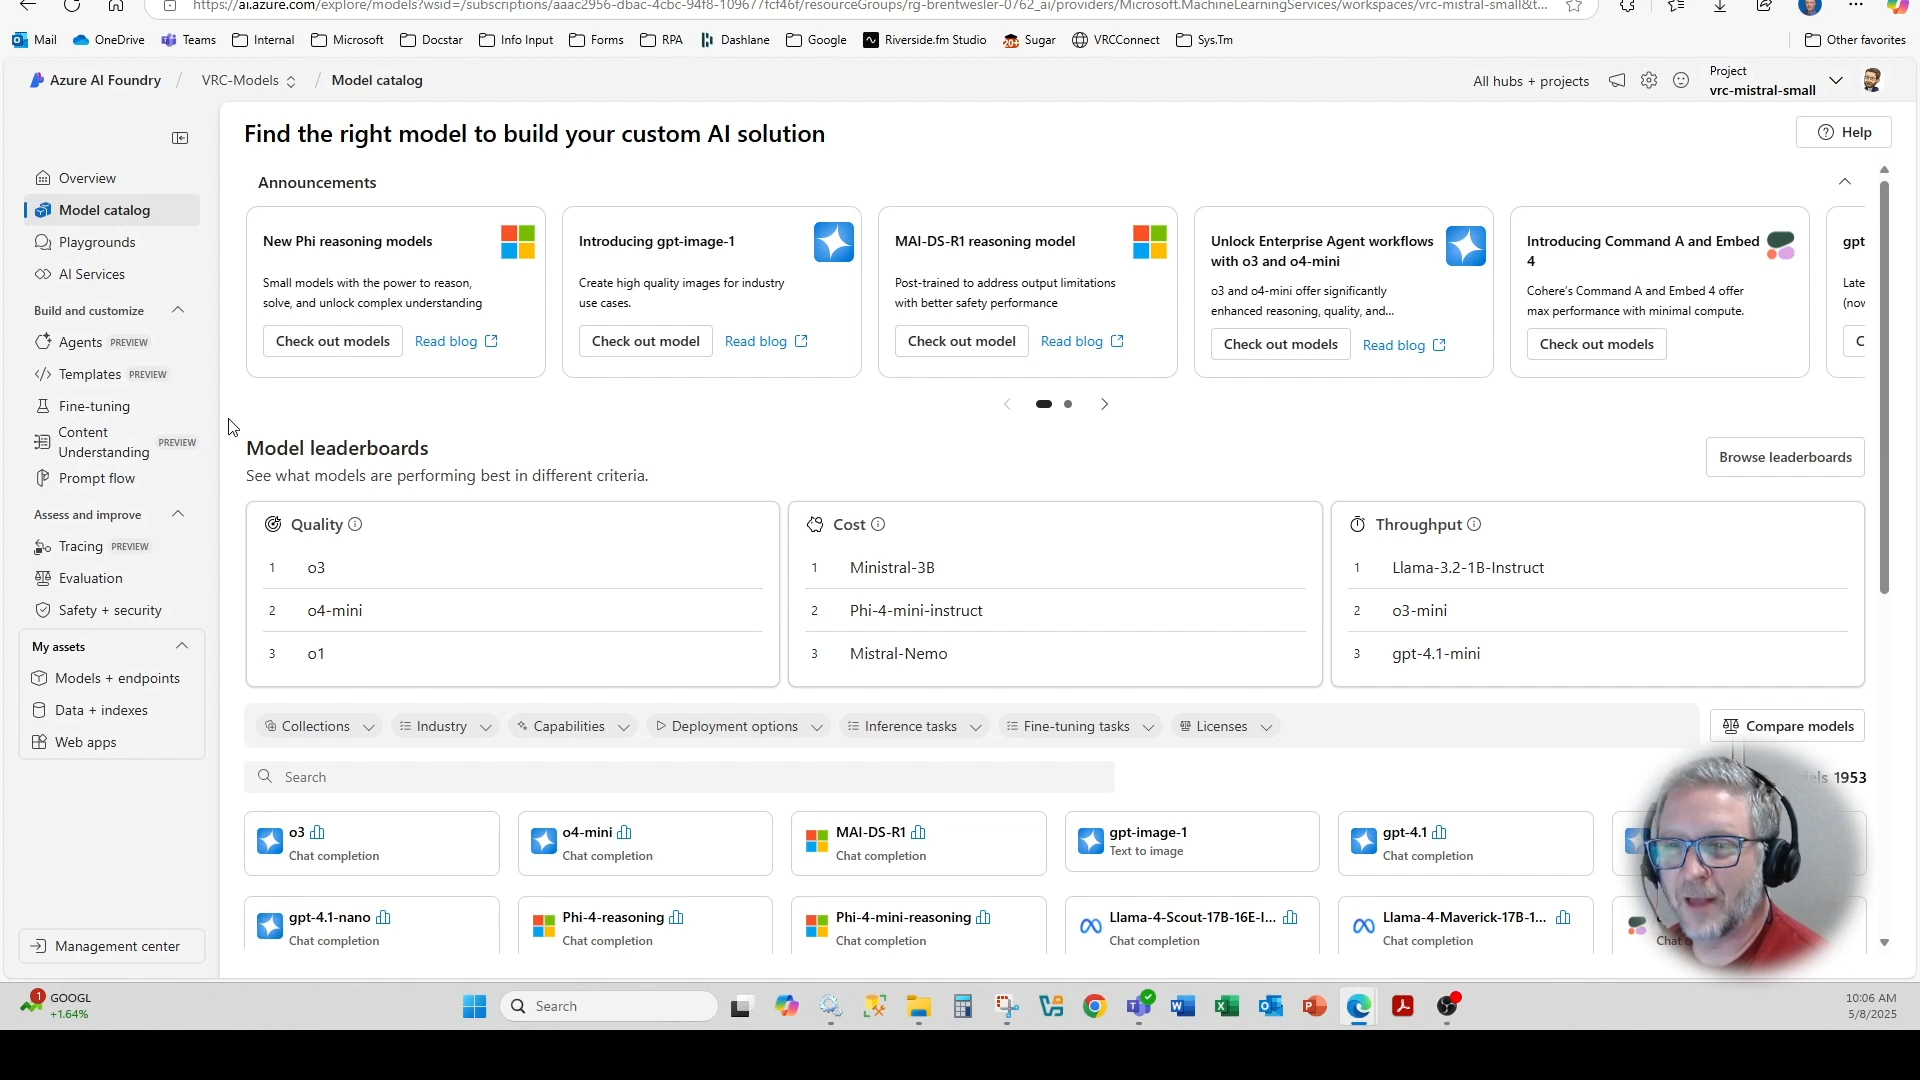 https://ai.azure.com/explore/models?wsid=/subscriptions/aaac2956-dbac-4cbc-94f8-109677fcf46f/resourceGroups/rg-brentwesler-0762_ai/providers/Microsoft.MachineLearningServices/workspaces/vrc-mistral-small&t...
Mail OneDrive Teams Internal Microsoft Docstar Info Input Forms RPA Dashlane Google Riverside.fm Studio Sugar VRCConnect Sys.Tm Other favorites
Azure AI Foundry / VRC-Models / Model catalog
All hubs + projects
Project
vrc-mistral-small
Find the right model to build your custom AI solution
Help
Overview
Model catalog
Playgrounds
AI Services
Build and customize
Agents PREVIEW
Templates PREVIEW
Fine-tuning
Content
Understanding PREVIEW
Prompt flow
Assess and improve
Tracing PREVIEW
Evaluation
Safety + security
My assets
Models + endpoints
Data + indexes
Web apps
Management center
Announcements
New Phi reasoning models
Small models with the power to reason,
solve, and unlock complex understanding
Check out models Read blog
Introducing gpt-image-1
Create high quality images for industry
use cases.
Check out model Read blog
MAI-DS-R1 reasoning model
Post-trained to address output limitations
with better safety performance
Check out model Read blog
Unlock Enterprise Agent workflows
with o3 and o4-mini
o3 and o4-mini offer significantly
enhanced reasoning, quality, and...
Check out models Read blog
Introducing Command A and Embed
4
Cohere's Command A and Embed 4 offer
max performance with minimal compute.
Check out models
gpt
Late
(nov
C
Model leaderboards
See what models are performing best in different criteria.
Browse leaderboards
Quality
1 o3
2 o4-mini
3 o1
Cost
1 Ministral-3B
2 Phi-4-mini-instruct
3 Mistral-Nemo
Throughput
1 Llama-3.2-1B-Instruct
2 o3-mini
3 gpt-4.1-mini
Collections Industry Capabilities Deployment options Inference tasks Fine-tuning tasks Licenses
Compare models
Search
1953
o3
Chat completion
o4-mini
Chat completion
MAI-DS-R1
Chat completion
gpt-image-1
Text to image
gpt-4.1
Chat completion
gpt-4.1-nano
Chat completion
Phi-4-reasoning
Chat completion
Phi-4-mini-reasoning
Chat completion
Llama-4-Scout-17B-16E-I...
Chat completion
Llama-4-Maverick-17B-1...
Chat completion
Chat
1
GOOGL
+1.64%
Search
10:06 AM
5/8/2025